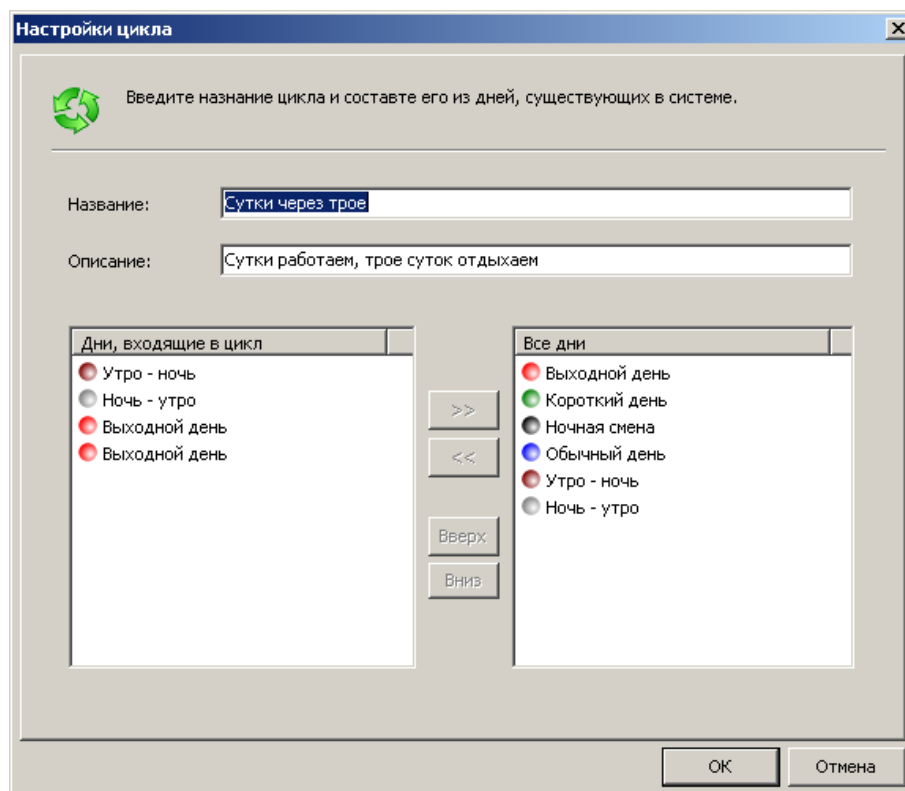 Настройки цикла
Введите назнание цикла и составте его из дней, существующих в системе.
Название:
Сутки через трое
Описание:
Сутки работаем, трое суток отдыхаем
Дни, входящие в цикл
Утро - ночь
Ночь - утро
Выходной день
Выходной день
>>
<<
Вверх
Вниз
Все дни
Выходной день
Короткий день
Ночная смена
Обычный день
Утро - ночь
Ночь - утро
ОК
Отмена